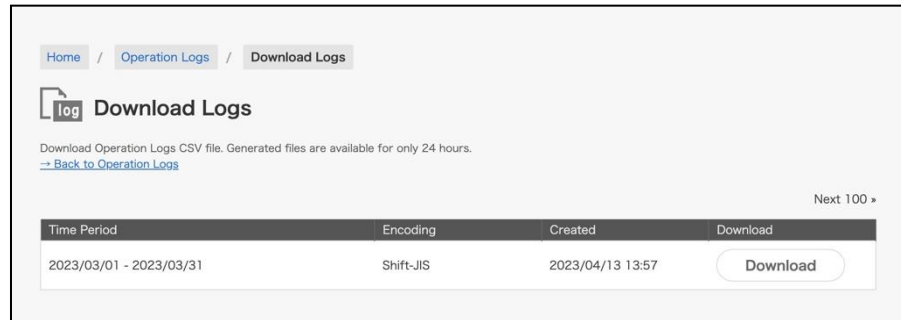 Home / Operation Logs / Download Logs
log Download Logs
Download Operation Logs CSV file. Generated files are available for only 24 hours.
→ Back to Operation Logs
Next 100 »
Time Period Encoding Created Download
2023/03/01 - 2023/03/31 Shift-JIS 2023/04/13 13:57 Download